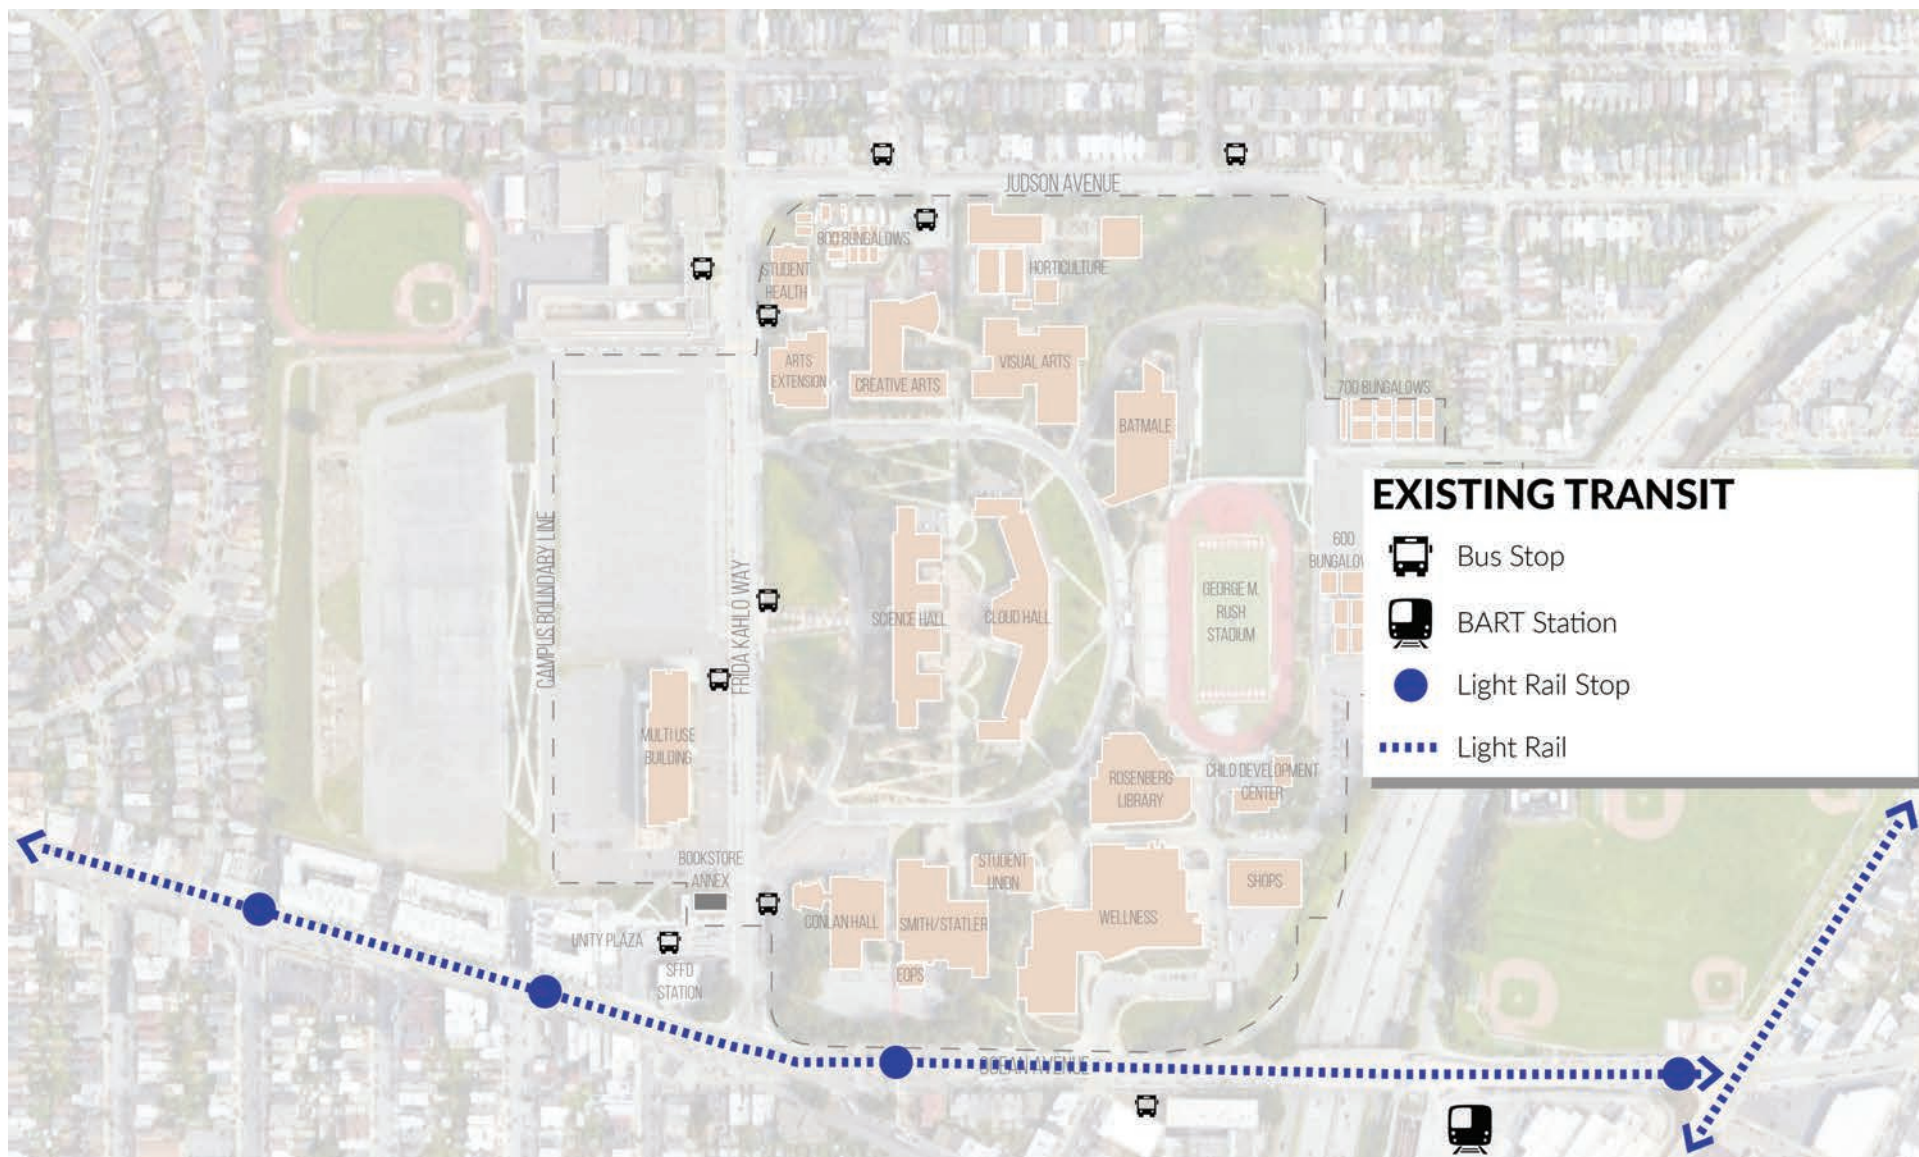 JUDSON AVENUE
800 BUNGALOWS
STUDENT
HEALTH
HORTICULTURE
ARTS
EXTENSION
CREATIVE ARTS
VISUAL ARTS
BATMALE
700 BUNGALOWS
EXISTING TRANSIT
Bus Stop
BART Station
Light Rail Stop
Light Rail
CAMPUS BOUNDARY LINE
FRIDA KAHLO WAY
SCIENCE HALL
CLOUD HALL
GEORGE M.
RUSH
STADIUM
600
BUNGALOW
MULTI USE
BUILDING
ROSENBERG
LIBRARY
CHILD DEVELOPMENT
CENTER
BOOKSTORE
ANNEX
STUDENT
UNION
SHOPS
CONLAN HALL
SMITH/STATLER
WELLNESS
UNITY PLAZA
SFFD
STATION
EOPS
OCEAN AVENUE